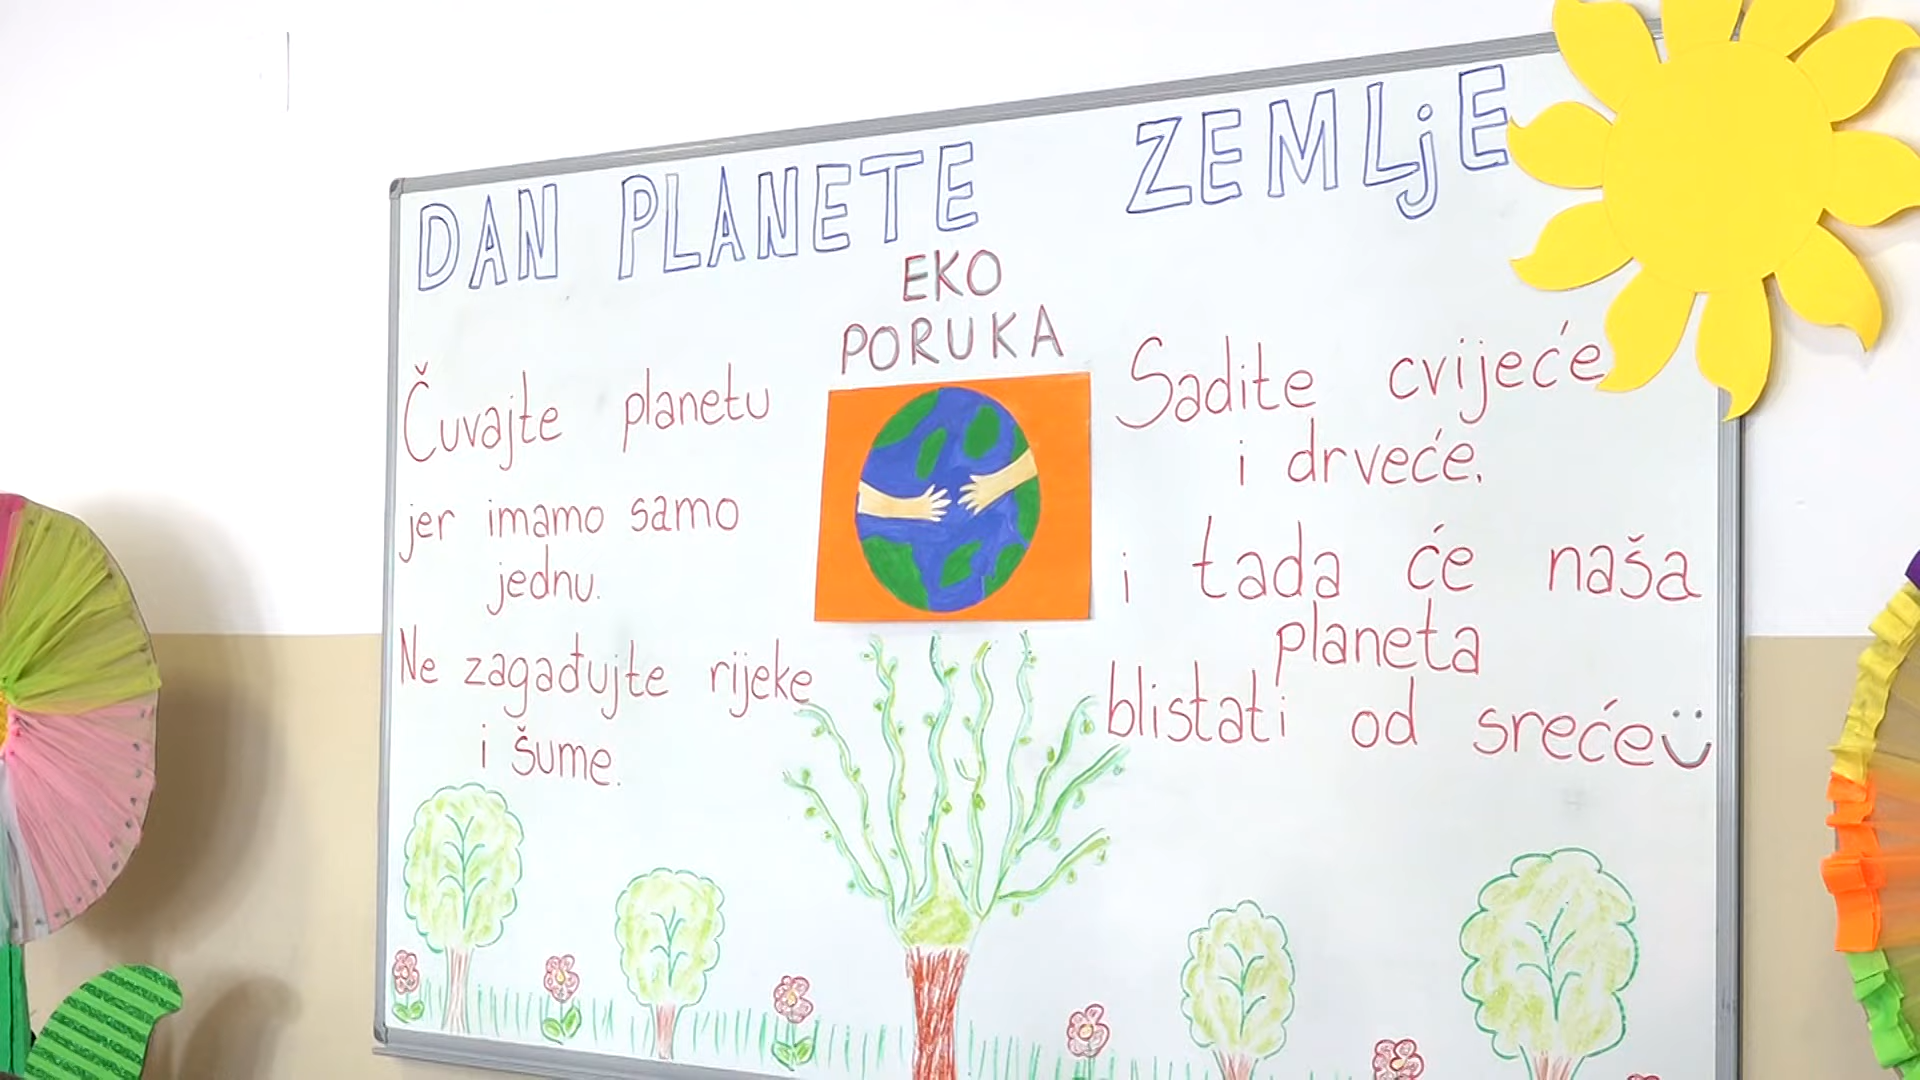 DAN PLANETE ZEMLjE
EKO
PORUKA
Čuvajte planetu
jer imamo samo
jednu.
Ne zagađujte rijeke
i šume.
Sadite cvijeće
i drveće.
i tada će naša
planeta
blistati od sreće